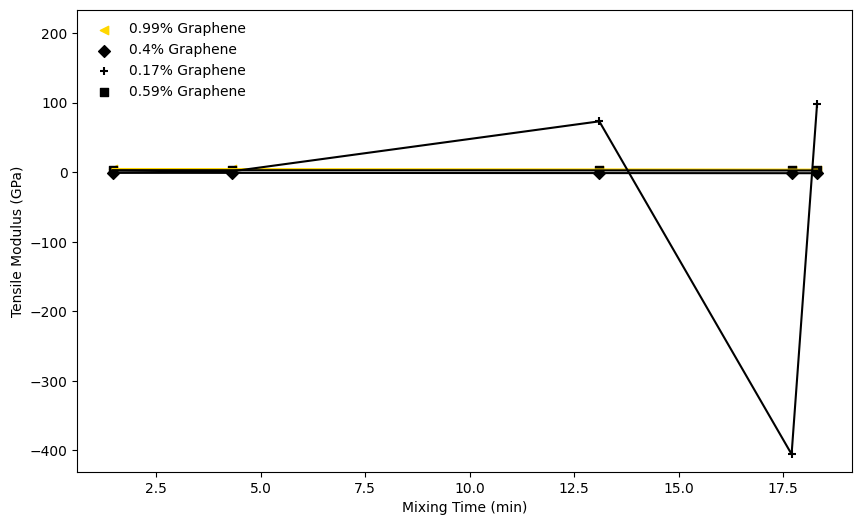 0.99% Graphene
0.4% Graphene
0.17% Graphene
0.59% Graphene
200
100
0
−100
−200
−300
−400
Tensile Modulus (GPa)
2.5 5.0 7.5 10.0 12.5 15.0 17.5
Mixing Time (min)